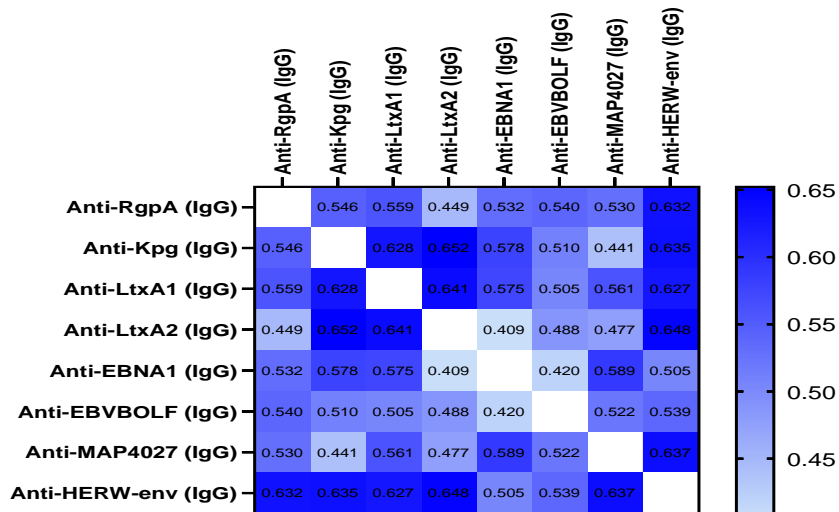 Anti-RgpA (IgG)
Anti-Kpg (IgG)
Anti-LtxA1 (IgG)
Anti-LtxA2 (IgG)
Anti-EBNA1 (IgG)
Anti-EBVBOLF (IgG)
Anti-MAP4027 (IgG)
Anti-HERW-env (IgG)
Anti-RgpA (IgG) 0.546 0.559 0.449 0.532 0.540 0.530 0.632
Anti-Kpg (IgG) 0.546 0.628 0.652 0.578 0.510 0.441 0.635
Anti-LtxA1 (IgG) 0.559 0.628 0.641 0.575 0.505 0.561 0.627
Anti-LtxA2 (IgG) 0.449 0.652 0.641 0.409 0.488 0.477 0.648
Anti-EBNA1 (IgG) 0.532 0.578 0.575 0.409 0.420 0.589 0.505
Anti-EBVBOLF (IgG) 0.540 0.510 0.505 0.488 0.420 0.522 0.539
Anti-MAP4027 (IgG) 0.530 0.441 0.561 0.477 0.589 0.522 0.637
Anti-HERW-env (IgG) 0.632 0.635 0.627 0.648 0.505 0.539 0.637
0.65
0.60
0.55
0.50
0.45